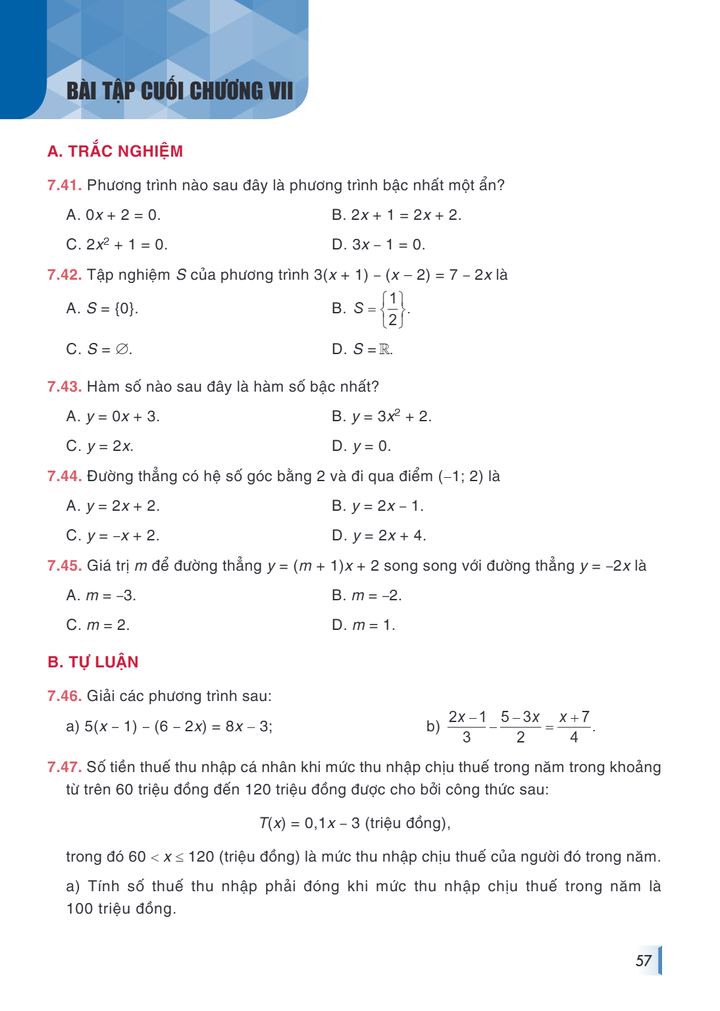 BÀI TẬP CUỐI CHƯƠNG VII
A. TRẮC NGHIỆM
7.41. Phương trình nào sau đây là phương trình bậc nhất một ẩn?
A. 0x + 2 = 0.
B. 2x + 1 = 2x + 2.
C. 2x² + 1 = 0.
D. 3x – 1 = 0.
7.42. Tập nghiệm S của phương trình 3(x + 1) – (x – 2) = 7 – 2x là
A. S = {0}.
B. S = {1/2}.
C. S = ∅.
D. S = ℝ.
7.43. Hàm số nào sau đây là hàm số bậc nhất?
A. y = 0x + 3.
B. y = 3x² + 2.
C. y = 2x.
D. y = 0.
7.44. Đường thẳng có hệ số góc bằng 2 và đi qua điểm (–1; 2) là
A. y = 2x + 2.
B. y = 2x – 1.
C. y = –x + 2.
D. y = 2x + 4.
7.45. Giá trị m để đường thẳng y = (m + 1)x + 2 song song với đường thẳng y = –2x là
A. m = –3.
B. m = –2.
C. m = 2.
D. m = 1.
B. TỰ LUẬN
7.46. Giải các phương trình sau:
a) 5(x – 1) – (6 – 2x) = 8x – 3;
b) (2x – 1)/3 – (5 – 3x)/2 = (x + 7)/4.
7.47. Số tiền thuế thu nhập cá nhân khi mức thu nhập chịu thuế trong năm trong khoảng
từ trên 60 triệu đồng đến 120 triệu đồng được cho bởi công thức sau:
T(x) = 0,1x – 3 (triệu đồng),
trong đó 60 < x ≤ 120 (triệu đồng) là mức thu nhập chịu thuế của người đó trong năm.
a) Tính số thuế thu nhập phải đóng khi mức thu nhập chịu thuế trong năm là
100 triệu đồng.
57